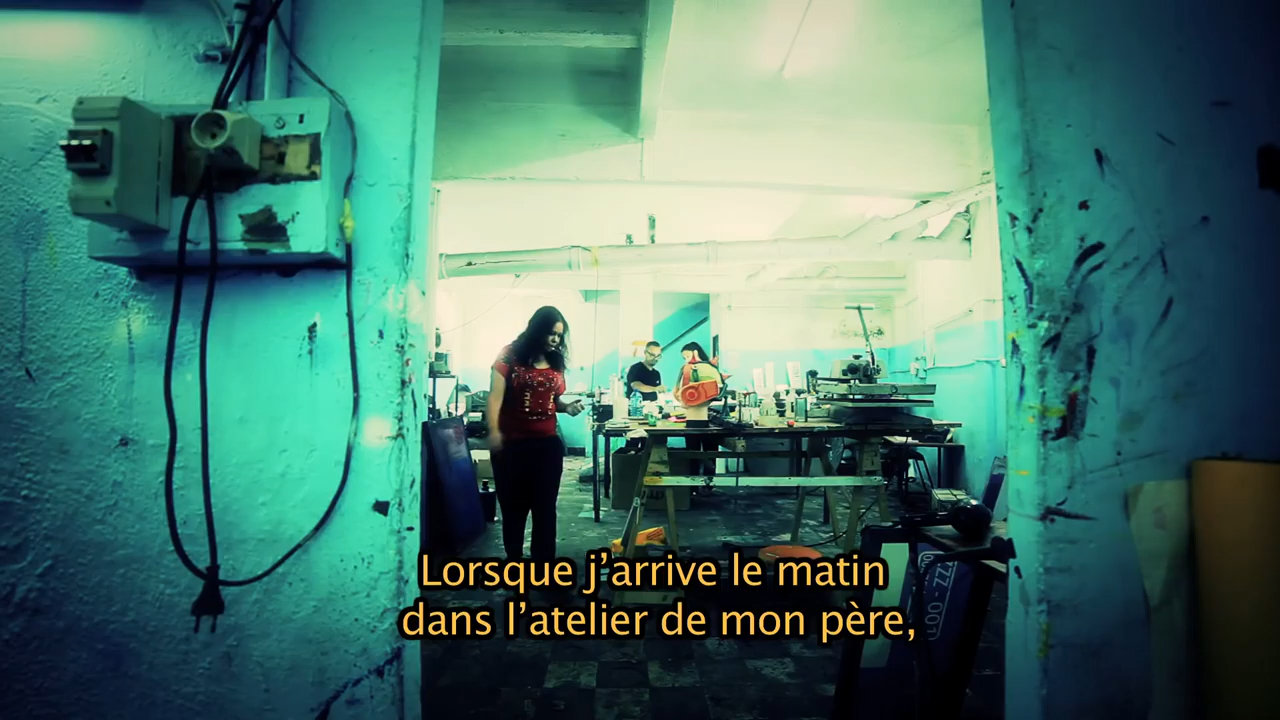 Lorsque j’arrive le matin
dans l’atelier de mon père,